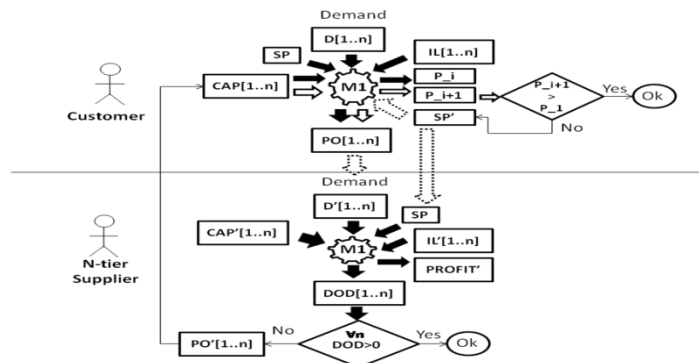 Demand
D[1..n]
SP
IL[1..n]
CAP[1..n]
M1
P_i
P_i+1
SP'
P_i+1
>
P_1
Yes
Ok
No
Customer
PO[1..n]
Demand
D'[1..n]
SP
CAP'[1..n]
M1
IL'[1..n]
PROFIT'
N-tier
Supplier
DOD[1..n]
PO'[1..n]
No
∀n
DOD>0
Yes
Ok